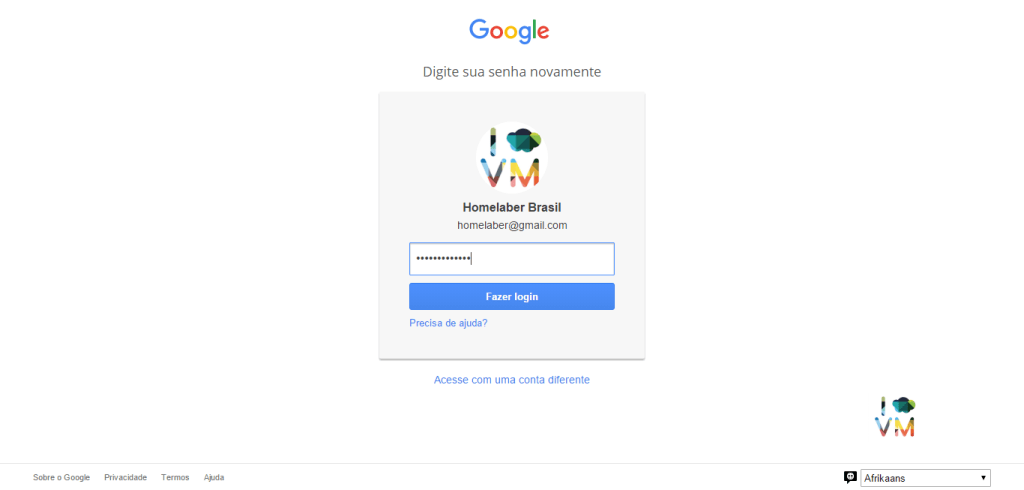 Google
Digite sua senha novamente
I
VM
Homelaber Brasil
homelaber@gmail.com
•••••••••••••
Fazer login
Precisa de ajuda?
Acesse com uma conta diferente
I
VM
Sobre o Google Privacidade Termos Ajuda Afrikaans